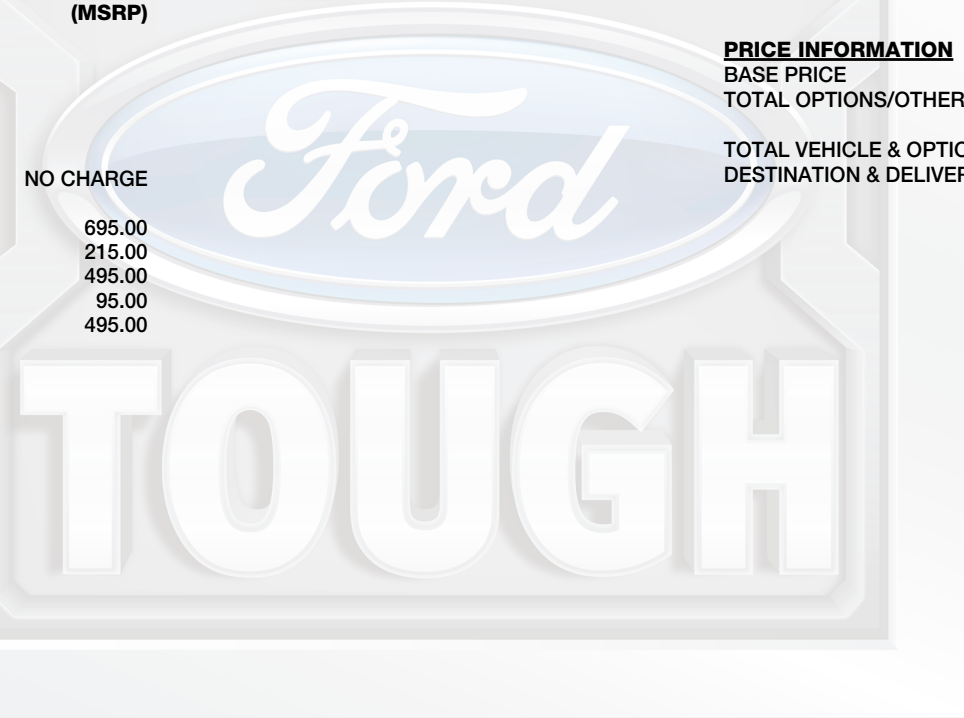 (MSRP)
NO CHARGE
695.00
215.00
495.00
95.00
495.00
PRICE INFORMATION
BASE PRICE
TOTAL OPTIONS/OTHER
TOTAL VEHICLE & OPTIO
DESTINATION & DELIVER
Ford
TOUGH